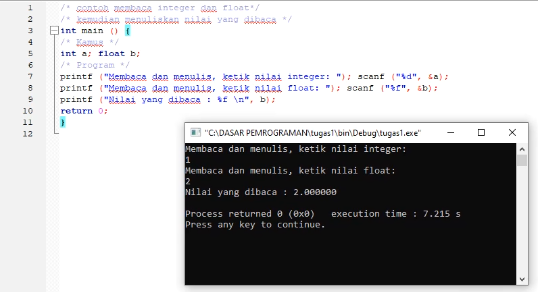 1 /* contoh membaca integer dan float*/
2 /* kemudian menuliskan nilai yang dibaca */
3 int main () {
4 /* Kamus */
5 int a; float b;
6 /* Program */
7 printf ("Membaca dan menulis, ketik nilai integer: "); scanf ("%d", &a);
8 printf ("Membaca dan menulis, ketik nilai float: "); scanf ("%f", &b);
9 printf ("Nilai yang dibaca : %f \n", b);
10 return 0;
11 }
12
"C:\DASAR PEMROGRAMAN\tugas1\bin\Debug\tugas1.exe"
Membaca dan menulis, ketik nilai integer:
1
Membaca dan menulis, ketik nilai float:
2
Nilai yang dibaca : 2.000000
Process returned 0 (0x0) execution time : 7.215 s
Press any key to continue.